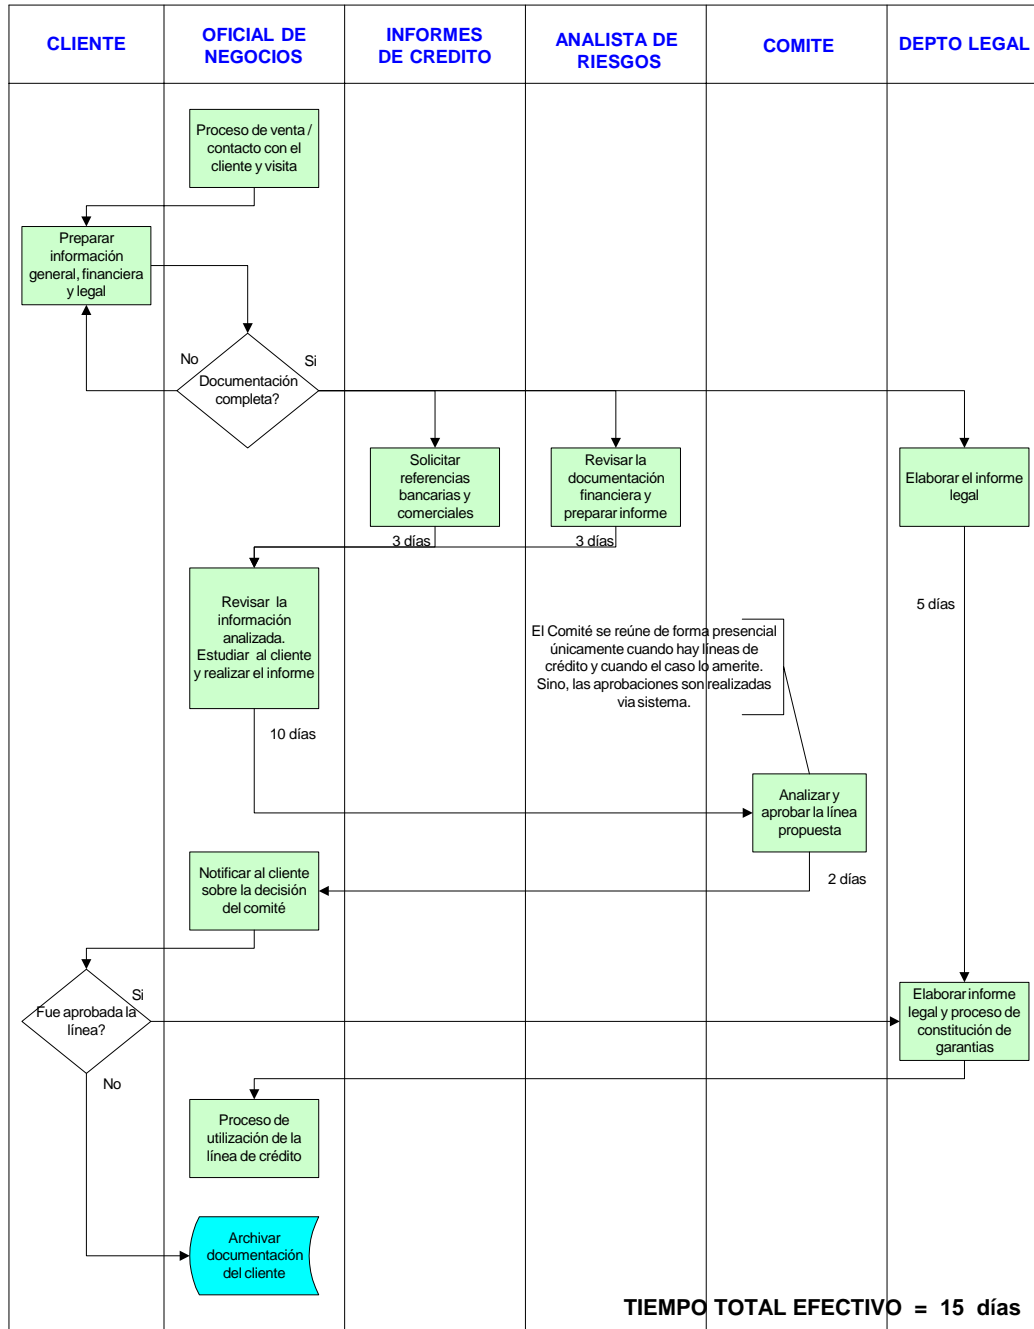 CLIENTE
OFICIAL DE
NEGOCIOS
INFORMES
DE CREDITO
ANALISTA DE
RIESGOS
COMITE
DEPTO LEGAL
Proceso de venta /
contacto con el
cliente y visita
Preparar
información
general, financiera
y legal
No
Si
Documentación
completa?
Solicitar
referencias
bancarias y
comerciales
Revisar la
documentación
financiera y
preparar informe
Elaborar el informe
legal
3 días
3 días
5 días
Revisar la
información
analizada.
Estudiar al cliente
y realizar el informe
El Comité se reúne de forma presencial
únicamente cuando hay líneas de
crédito y cuando el caso lo amerite.
Sino, las aprobaciones son realizadas
via sistema.
10 días
Analizar y
aprobar la línea
propuesta
2 días
Notificar al cliente
sobre la decisión
del comité
Si
Fue aprobada la
línea?
No
Elaborar informe
legal y proceso de
constitución de
garantias
Proceso de
utilización de la
línea de crédito
Archivar
documentación
del cliente
TIEMPO TOTAL EFECTIVO = 15 días